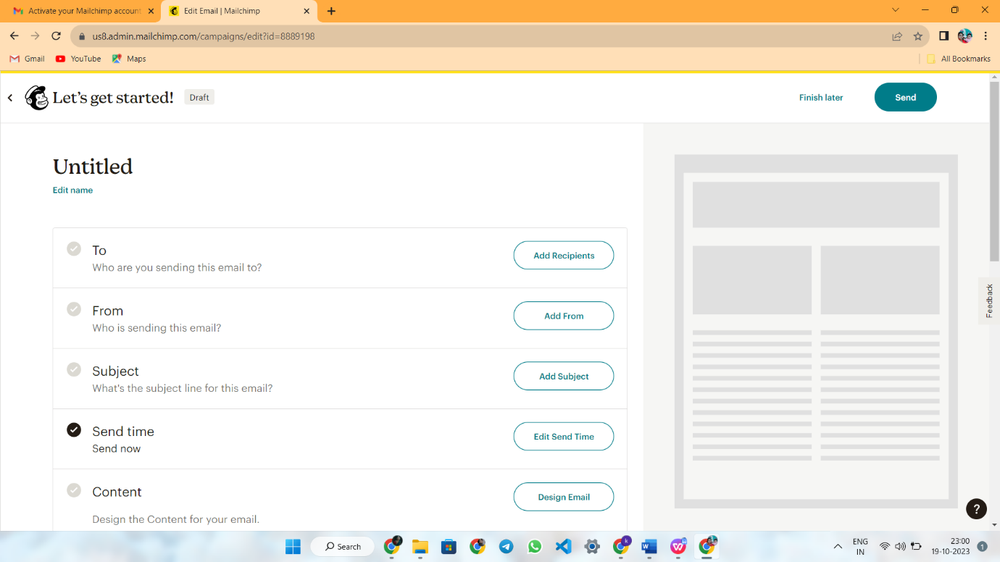 Activate your Mailchimp account
Edit Email | Mailchimp
us8.admin.mailchimp.com/campaigns/edit?id=8889198
Gmail
YouTube
Maps
All Bookmarks
Let's get started!
Draft
Finish later
Send
Untitled
Edit name
To
Who are you sending this email to?
Add Recipients
From
Who is sending this email?
Add From
Subject
What's the subject line for this email?
Add Subject
Send time
Send now
Edit Send Time
Content
Design the Content for your email.
Design Email
Feedback
?
Search
k
W
ENG
IN
23:00
19-10-2023
1